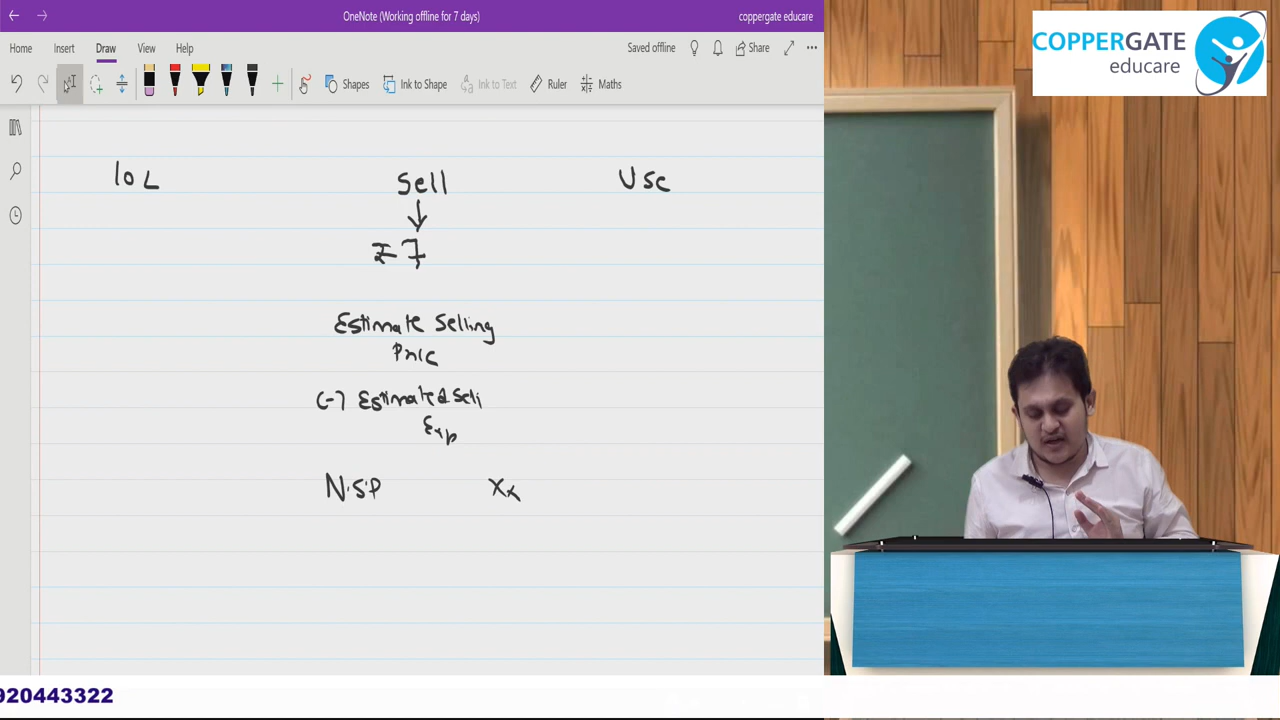 OneNote (Working offline for 7 days)
coppergate educare
Home Insert Draw View Help
Saved offline Share
Shapes Ink to Shape Ink to Text Ruler Maths
COPPERGATE
educare
10 L Sell Use
₹ 7
Estimate Selling
Price
(-) Estimated Sell
Exp
N.S.P Xx
920443322